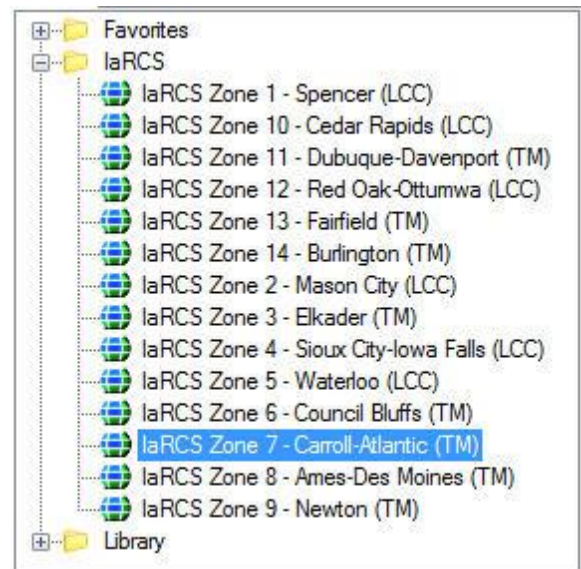 Favorites
IaRCS
IaRCS Zone 1 - Spencer (LCC)
IaRCS Zone 10 - Cedar Rapids (LCC)
IaRCS Zone 11 - Dubuque-Davenport (TM)
IaRCS Zone 12 - Red Oak-Ottumwa (LCC)
IaRCS Zone 13 - Fairfield (TM)
IaRCS Zone 14 - Burlington (TM)
IaRCS Zone 2 - Mason City (LCC)
IaRCS Zone 3 - Elkader (TM)
IaRCS Zone 4 - Sioux City-Iowa Falls (LCC)
IaRCS Zone 5 - Waterloo (LCC)
IaRCS Zone 6 - Council Bluffs (TM)
IaRCS Zone 7 - Carroll-Atlantic (TM)
IaRCS Zone 8 - Ames-Des Moines (TM)
IaRCS Zone 9 - Newton (TM)
Library